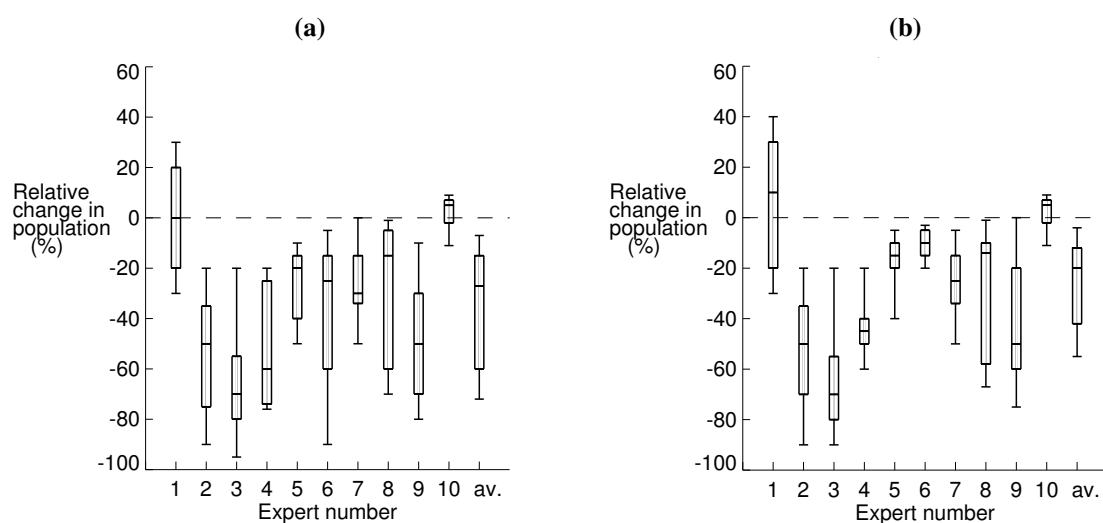 (a)
60
40
20
0
-20
-40
-60
-80
-100
Relative
change in
population
(%)
1 2 3 4 5 6 7 8 9 10 av.
Expert number
(b)
60
40
20
0
-20
-40
-60
-80
-100
Relative
change in
population
(%)
1 2 3 4 5 6 7 8 9 10 av.
Expert number